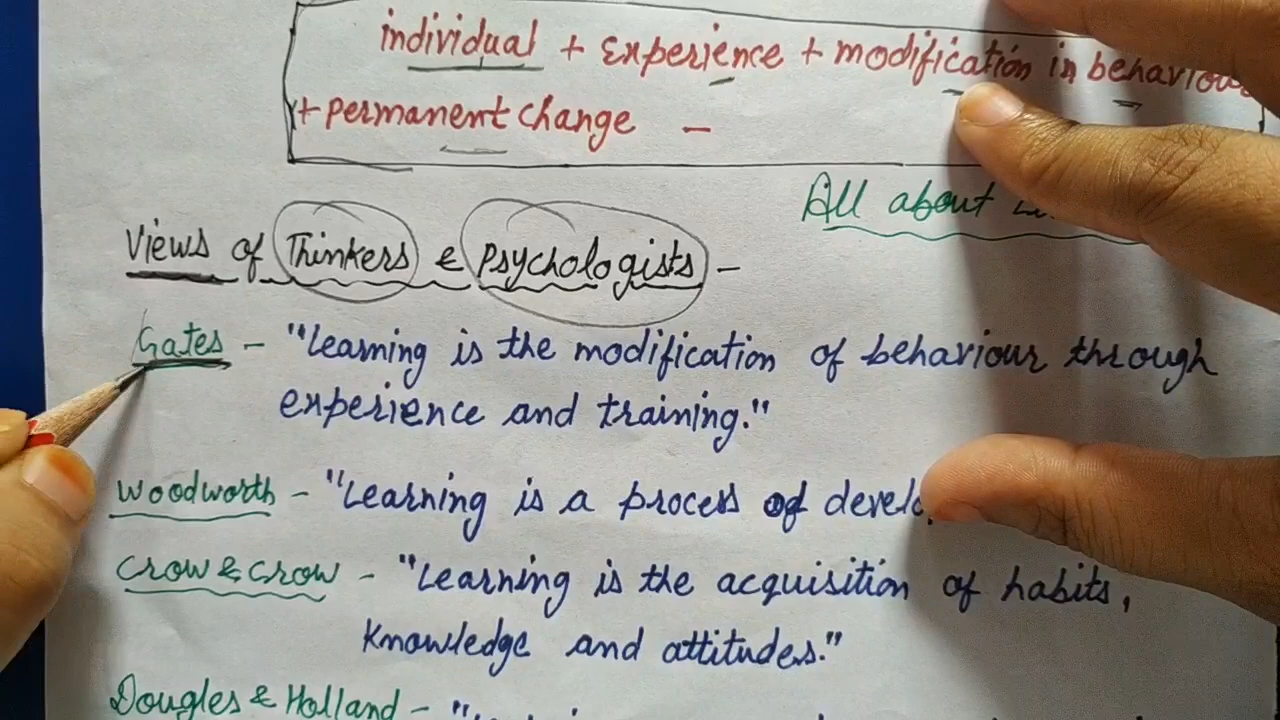 individual + experience + modification in behaviour
+ permanent change -
All about
Views of Thinkers & Psychologists -
Gates - "Learning is the modification of behaviour through
experience and training."
Woodworth - "Learning is a process of
Crow & Crow - "Learning is the acquisition of habits,
Knowledge and attitudes."
Dougles & Holland - "